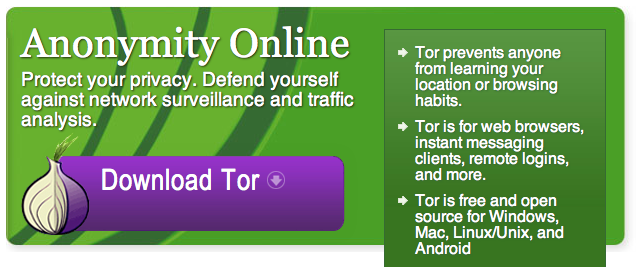 Anonymity Online
Protect your privacy. Defend yourself
against network surveillance and traffic
analysis.
Download Tor
Tor prevents anyone
from learning your
location or browsing
habits.
Tor is for web browsers,
instant messaging
clients, remote logins,
and more.
Tor is free and open
source for Windows,
Mac, Linux/Unix, and
Android